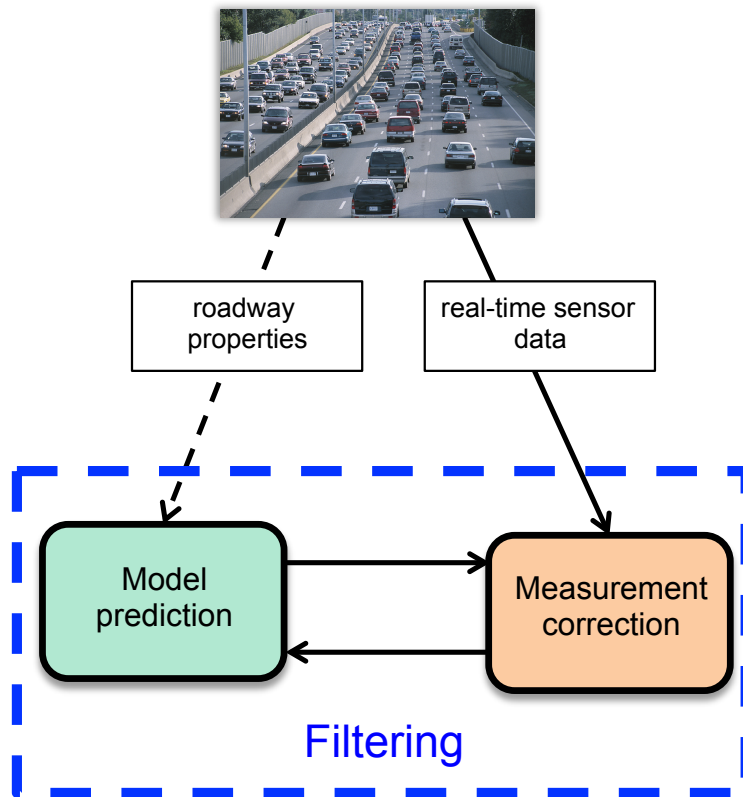 roadway
properties
real-time sensor
data
Model
prediction
Measurement
correction
Filtering